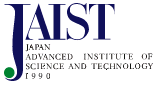 JAIST
JAPAN
ADVANCED INSTITUTE OF
SCIENCE AND TECHNOLOGY
1990